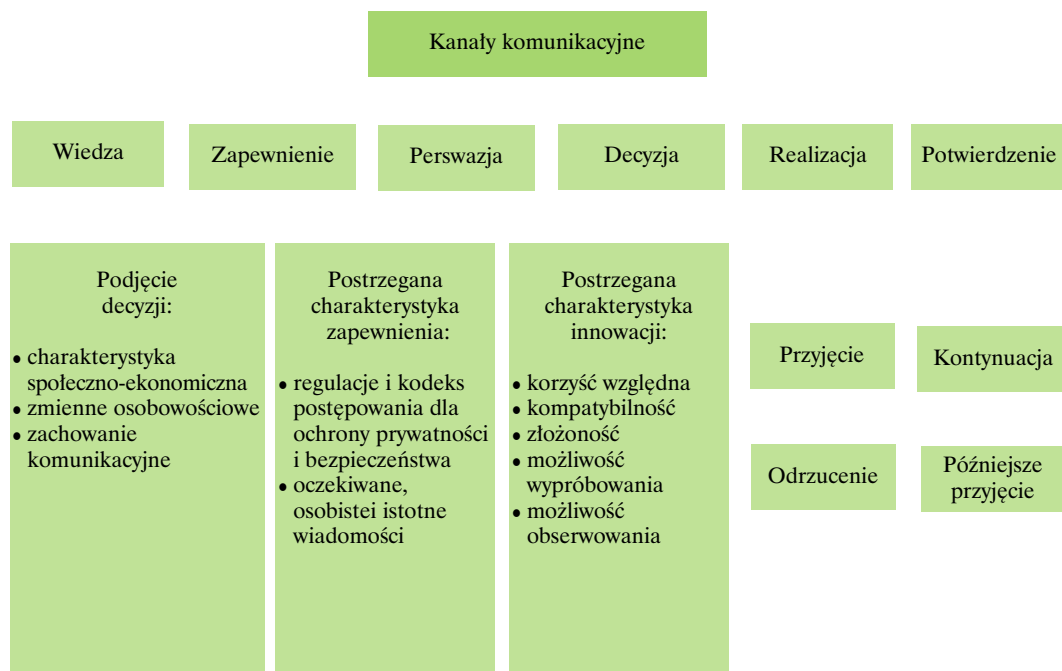 Kanały komunikacyjne
Wiedza
Zapewnienie
Perswazja
Decyzja
Realizacja
Potwierdzenie
Podjęcie
decyzji:
• charakterystyka
społeczno-ekonomiczna
• zmienne osobowościowe
• zachowanie
komunikacyjne
Postrzegana
charakterystyka
zapewnienia:
• regulacje i kodeks
postępowania dla
ochrony prywatności
i bezpieczeństwa
• oczekiwane,
osobistei istotne
wiadomości
Postrzegana
charakterystyka
innowacji:
• korzyść względna
• kompatybilność
• złożoność
• możliwość
wypróbowania
• możliwość
obserwowania
Przyjęcie
Kontynuacja
Odrzucenie
Późniejsze
przyjęcie